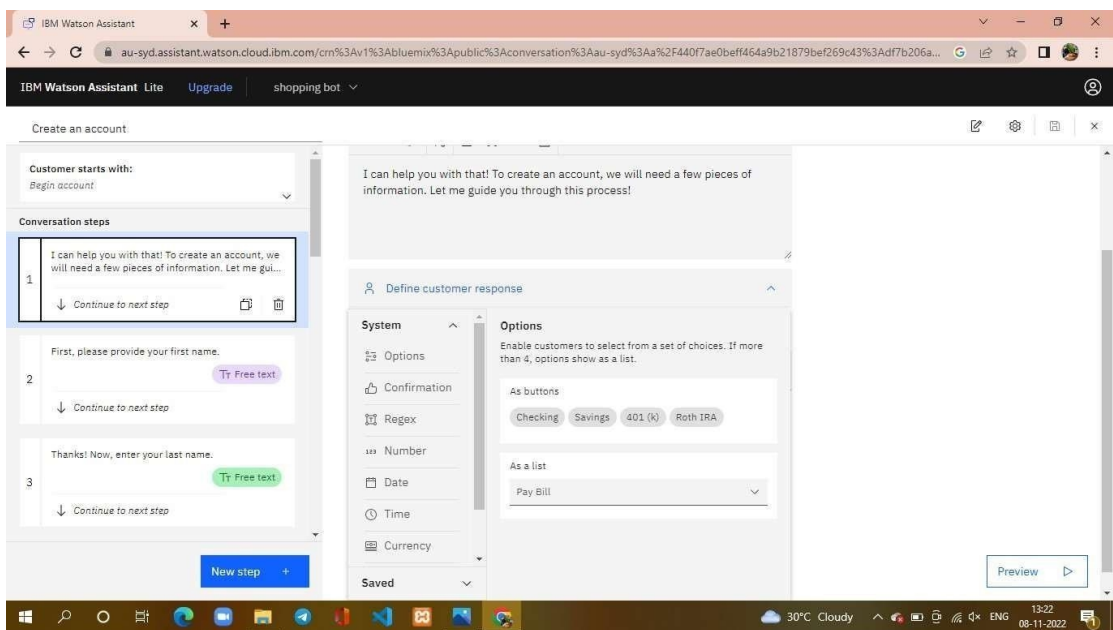 IBM Watson Assistant
au-syd.assistant.watson.cloud.ibm.com/crn%3Av1%3Abluemix%3Apublic%3Aconversation%3Aau-syd%3Aa%2F440f7ae0beff464a9b21879bef269c43%3Adf7b206a...
IBM Watson Assistant Lite Upgrade shopping bot
Create an account
Customer starts with:
Begin account
Conversation steps
1
I can help you with that! To create an account, we
will need a few pieces of information. Let me gui...
Continue to next step
2
First, please provide your first name.
Free text
Continue to next step
3
Thanks! Now, enter your last name.
Free text
Continue to next step
New step +
I can help you with that! To create an account, we will need a few pieces of
information. Let me guide you through this process!
Define customer response
System
Options
Confirmation
Regex
Number
Date
Time
Currency
Saved
Options
Enable customers to select from a set of choices. If more
than 4, options show as a list.
As buttons
Checking Savings 401 (k) Roth IRA
As a list
Pay Bill
Preview
30°C Cloudy ENG 13:22
08-11-2022